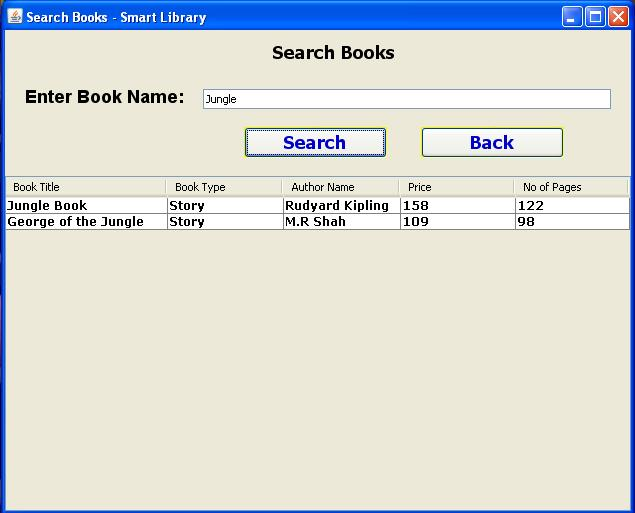 Search Books - Smart Library
Search Books
Enter Book Name: Jungle
Search Back
Book Title Book Type Author Name Price No of Pages
Jungle Book Story Rudyard Kipling 158 122
George of the Jungle Story M.R Shah 109 98